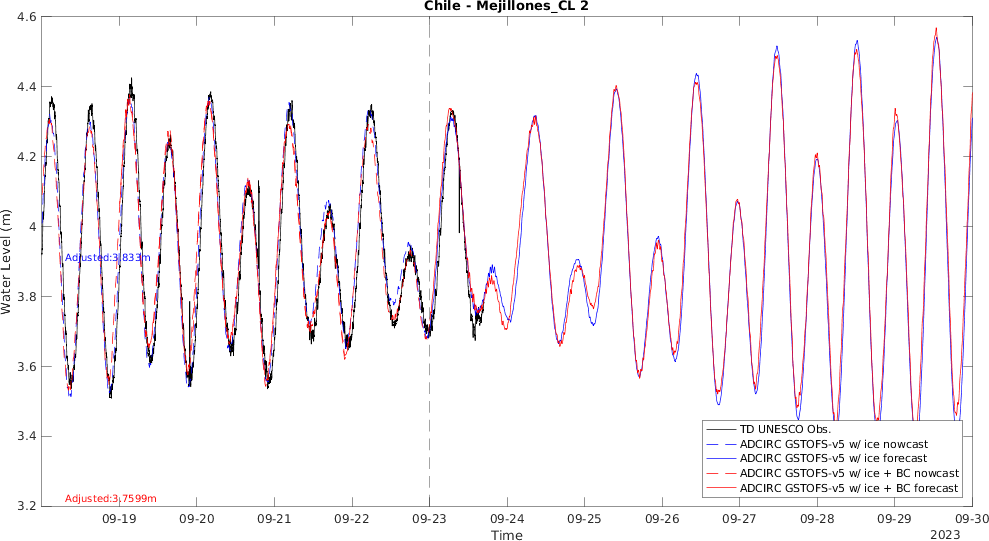 Chile - Mejillones_CL 2
4.6
4.4
4.2
4
3.8
3.6
3.4
3.2
Water Level (m)
Adjusted:3.833m
Adjusted:3.7599m
TD UNESCO Obs.
ADCIRC GSTOFS-v5 w/ ice nowcast
ADCIRC GSTOFS-v5 w/ ice forecast
ADCIRC GSTOFS-v5 w/ ice + BC nowcast
ADCIRC GSTOFS-v5 w/ ice + BC forecast
09-19 09-20 09-21 09-22 09-23 09-24 09-25 09-26 09-27 09-28 09-29 09-30
Time
2023